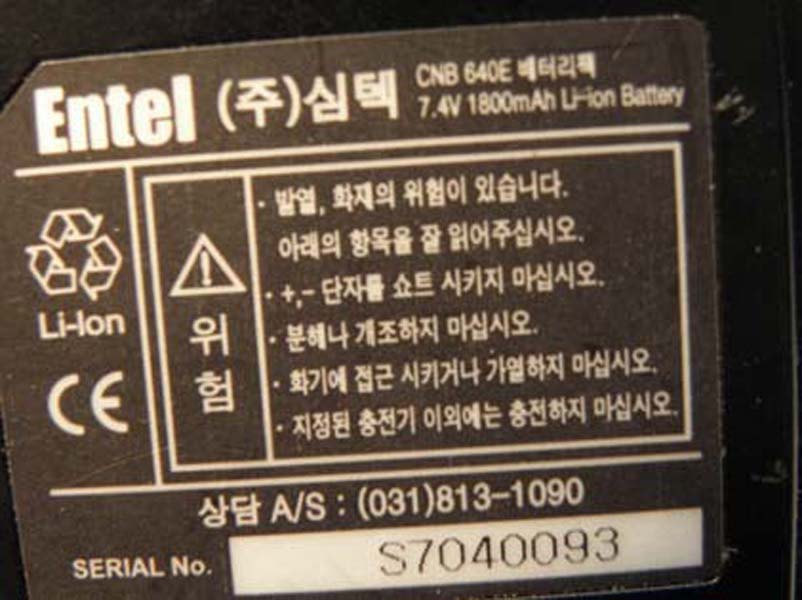 Entel (주)심텍
CNB 640E 배터리팩
7.4V 1800mAh Li-ion Battery
Li-Ion
CE
위험
· 발열, 화재의 위험이 있습니다.
아래의 항목을 잘 읽어주십시오.
· +,- 단자를 쇼트 시키지 마십시오.
· 분해나 개조하지 마십시오.
· 화기에 접근 시키거나 가열하지 마십시오.
· 지정된 충전기 이외에는 충전하지 마십시오.
상담 A/S : (031)813-1090
SERIAL No. S7040093